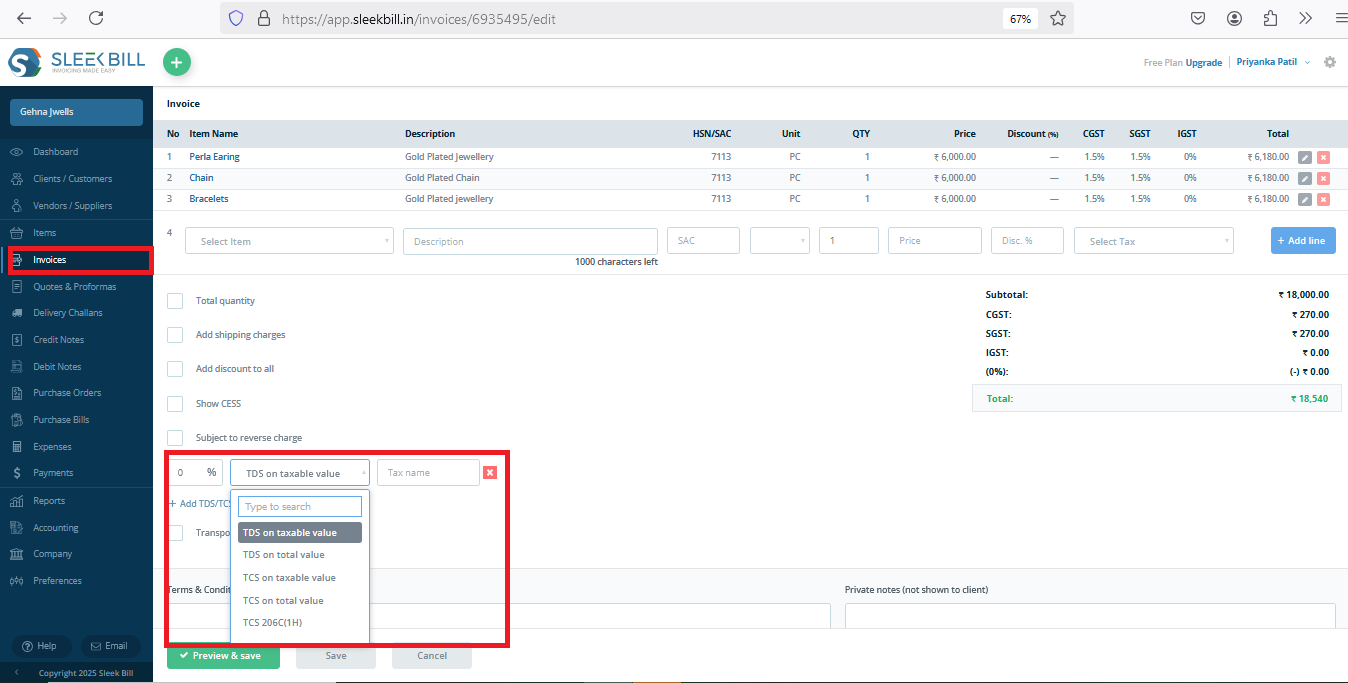 https://app.sleekbill.in/invoices/6935495/edit 67%
SLEEK BILL
INVOICING MADE EASY
+
Free Plan Upgrade Priyanka Patil
Gehna Jwells
Dashboard
Clients / Customers
Vendors / Suppliers
Items
Invoices
Quotes & Proformas
Delivery Challans
Credit Notes
Debit Notes
Purchase Orders
Purchase Bills
Expenses
Payments
Reports
Accounting
Company
Preferences
Help Email
Copyright 2025 Sleek Bill
Invoice
No Item Name Description HSN/SAC Unit QTY Price Discount (%) CGST SGST IGST Total
1 Perla Earing Gold Plated Jewellery 7113 PC 1 ₹ 6,000.00 — 1.5% 1.5% 0% ₹ 6,180.00
2 Chain Gold Plated Chain 7113 PC 1 ₹ 6,000.00 — 1.5% 1.5% 0% ₹ 6,180.00
3 Bracelets Gold Plated jewellery 7113 PC 1 ₹ 6,000.00 — 1.5% 1.5% 0% ₹ 6,180.00
4 Select Item Description SAC 1 Price Disc. % Select Tax + Add line
1000 characters left
Total quantity
Add shipping charges
Add discount to all
Show CESS
Subject to reverse charge
Subtotal: ₹ 18,000.00
CGST: ₹ 270.00
SGST: ₹ 270.00
IGST: ₹ 0.00
(0%): (-) ₹ 0.00
Total: ₹ 18,540
0 % TDS on taxable value Tax name
+ Add TDS/TCS
Type to search
TDS on taxable value
TDS on total value
TCS on taxable value
TCS on total value
TCS 206C(1H)
Transpo
Terms & Condit
Private notes (not shown to client)
Preview & save Save Cancel